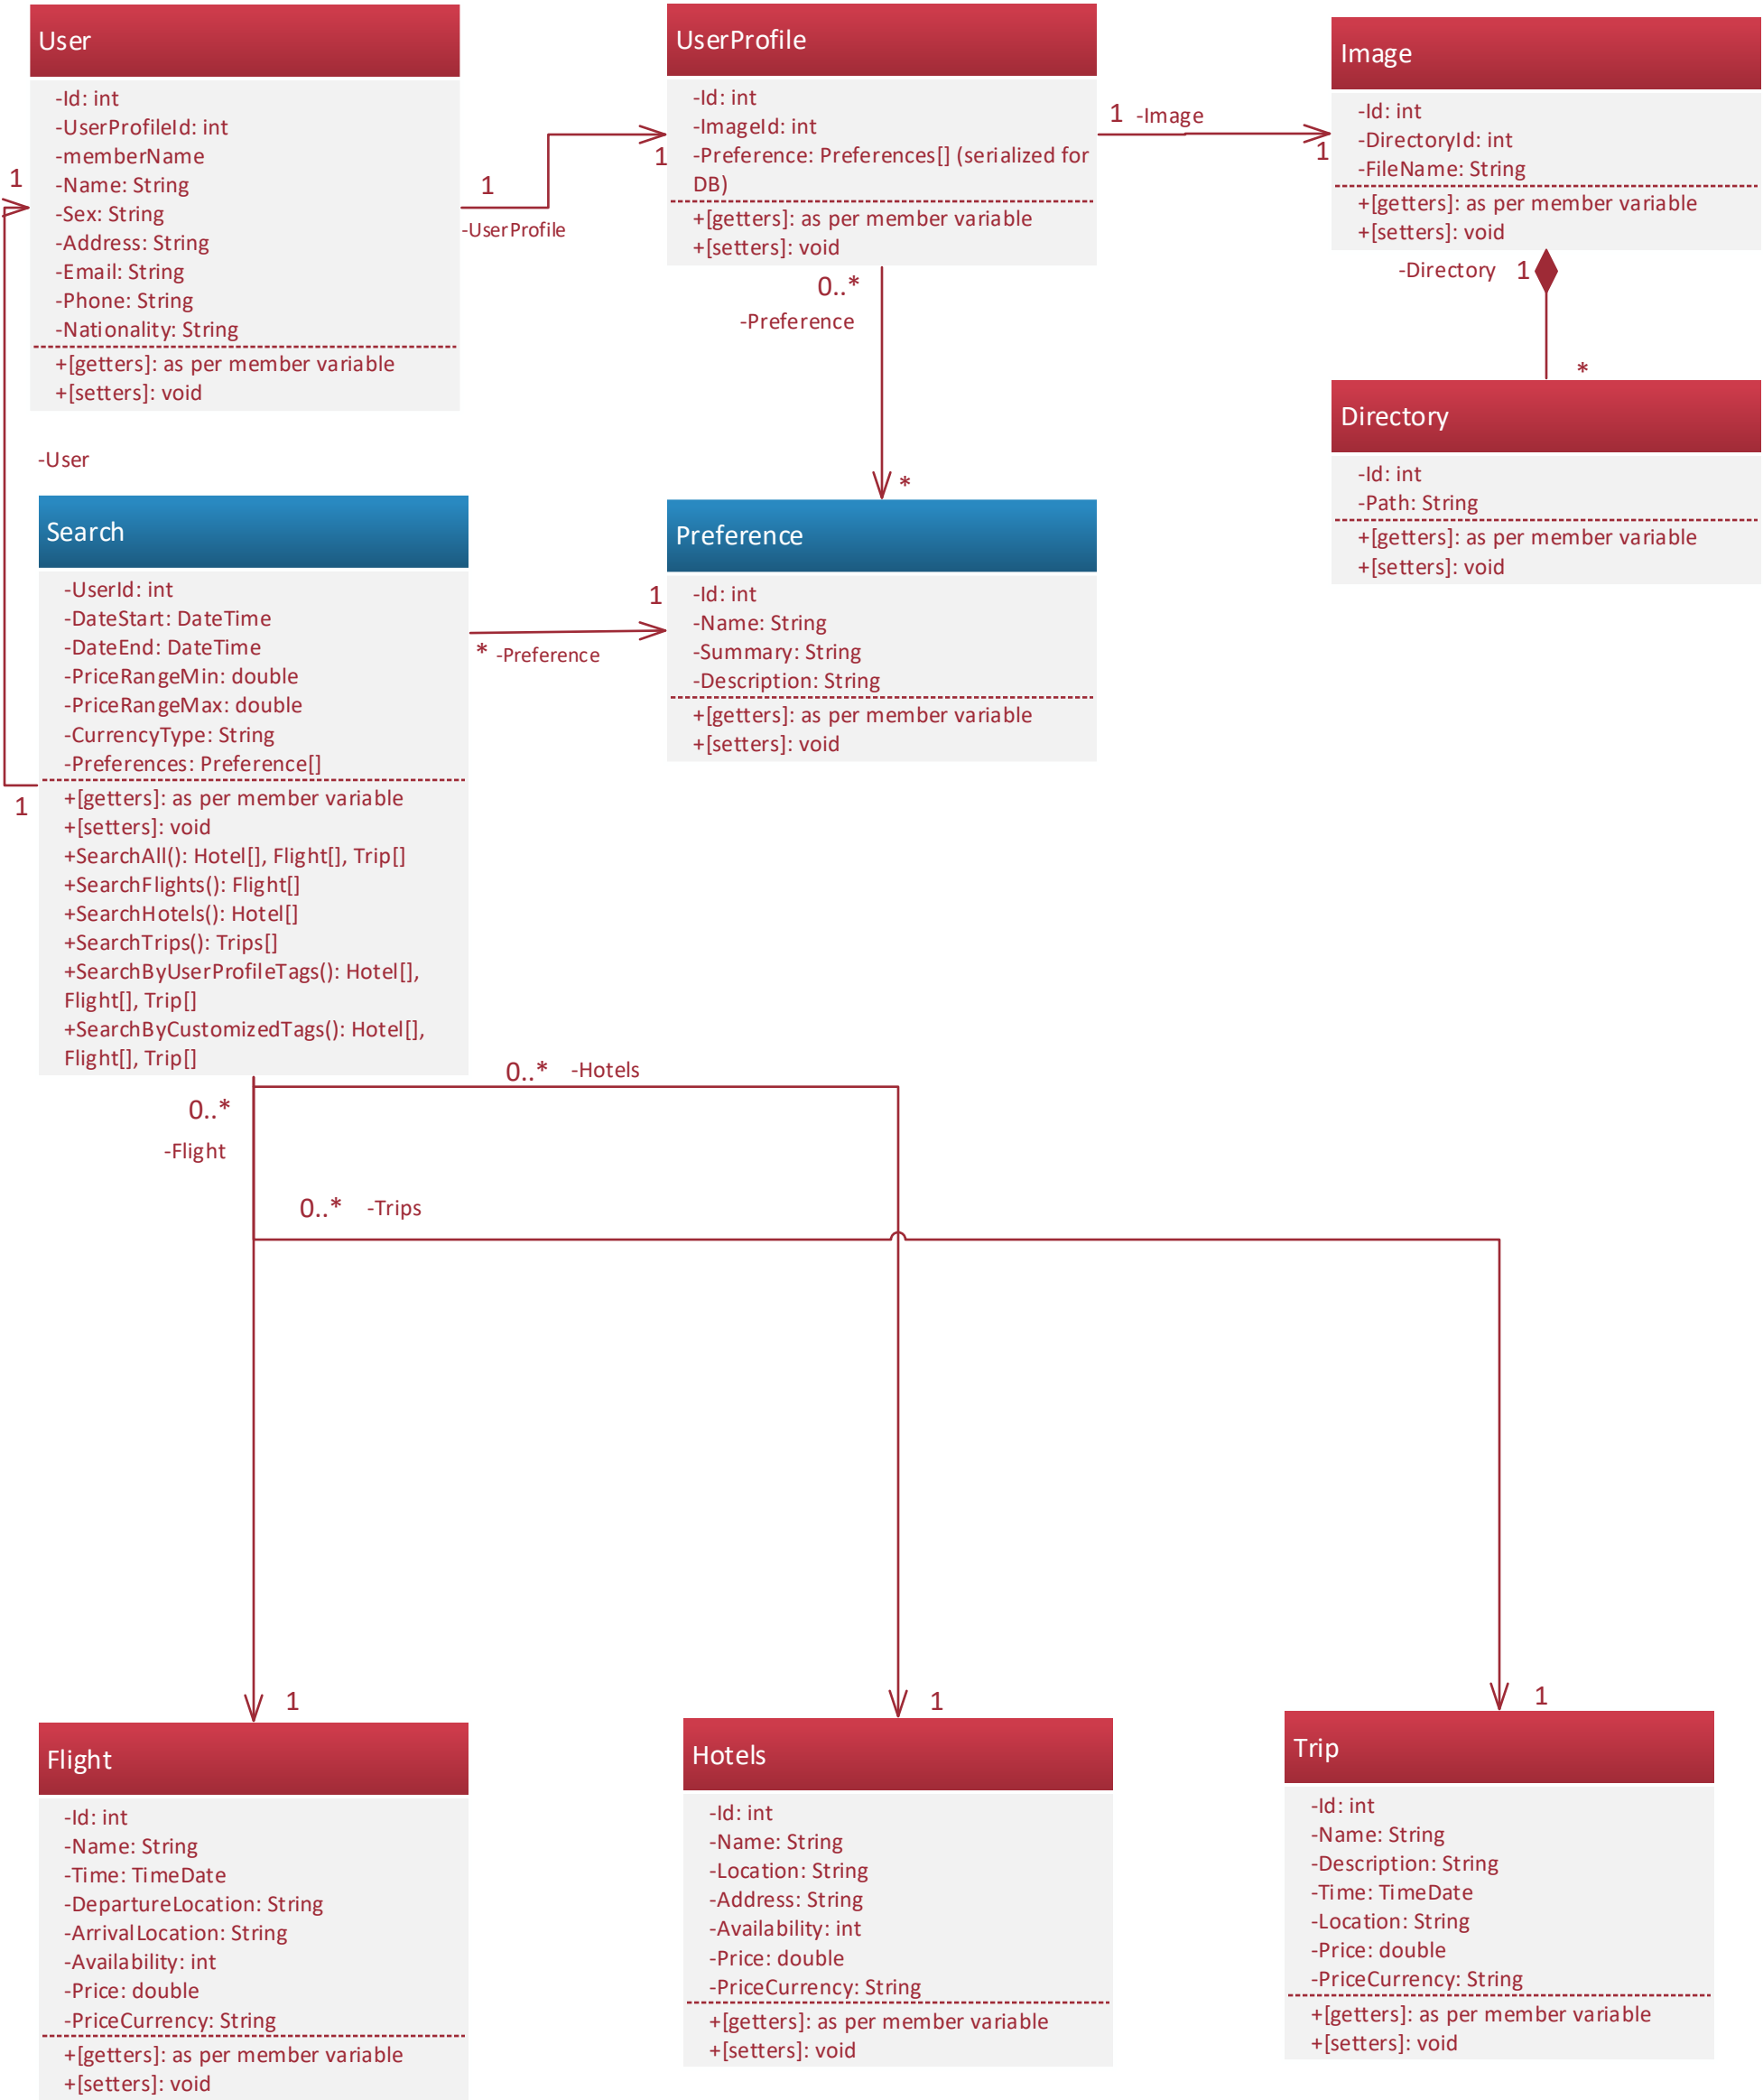 User
-Id: int
-UserProfileId: int
-memberName
-Name: String
-Sex: String
-Address: String
-Email: String
-Phone: String
-Nationality: String
+[getters]: as per member variable
+[setters]: void
1
1
-UserProfile
UserProfile
-Id: int
-ImageId: int
-Preference: Preferences[] (serialized for
DB)
+[getters]: as per member variable
+[setters]: void
1
1 -Image
1
Image
-Id: int
-DirectoryId: int
-FileName: String
+[getters]: as per member variable
+[setters]: void
-Directory 1
*
Directory
-Id: int
-Path: String
+[getters]: as per member variable
+[setters]: void
0..*
-Preference
*
-User
Search
-UserId: int
-DateStart: DateTime
-DateEnd: DateTime
-PriceRangeMin: double
-PriceRangeMax: double
-CurrencyType: String
-Preferences: Preference[]
+[getters]: as per member variable
+[setters]: void
+SearchAll(): Hotel[], Flight[], Trip[]
+SearchFlights(): Flight[]
+SearchHotels(): Hotel[]
+SearchTrips(): Trips[]
+SearchByUserProfileTags(): Hotel[],
Flight[], Trip[]
+SearchByCustomizedTags(): Hotel[],
Flight[], Trip[]
1
* -Preference
1
Preference
-Id: int
-Name: String
-Summary: String
-Description: String
+[getters]: as per member variable
+[setters]: void
0..* -Hotels
0..*
-Flight
0..* -Trips
1
1
1
Flight
-Id: int
-Name: String
-Time: TimeDate
-DepartureLocation: String
-ArrivalLocation: String
-Availability: int
-Price: double
-PriceCurrency: String
+[getters]: as per member variable
+[setters]: void
Hotels
-Id: int
-Name: String
-Location: String
-Address: String
-Availability: int
-Price: double
-PriceCurrency: String
+[getters]: as per member variable
+[setters]: void
Trip
-Id: int
-Name: String
-Description: String
-Time: TimeDate
-Location: String
-Price: double
-PriceCurrency: String
+[getters]: as per member variable
+[setters]: void